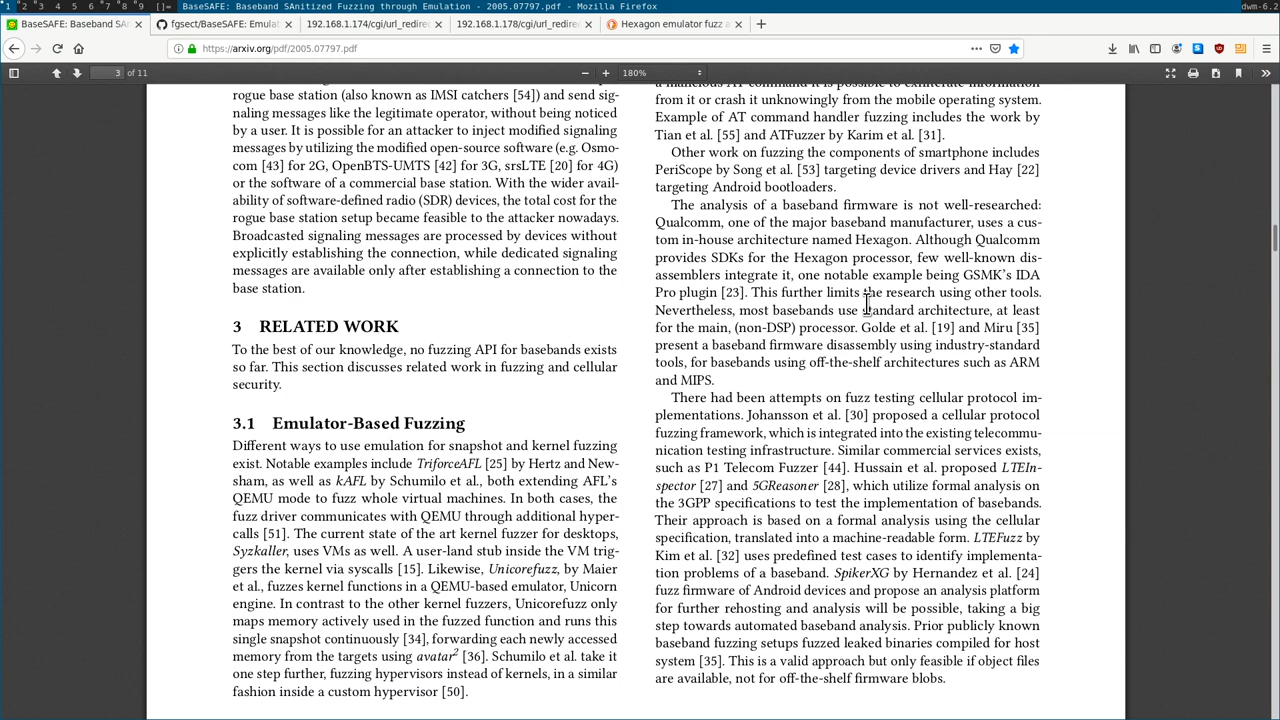 1 2 3 4 5 6 7 8 9 []= BaseSAFE: Baseband SAnitized Fuzzing through Emulation - 2005.07797.pdf - Mozilla Firefox dwm-6.2
BaseSAFE: Baseband SAN
fgsect/BaseSAFE: Emulat
192.168.1.174/cgi/url_redirec
192.168.1.178/cgi/url_redirec
Hexagon emulator fuzz a
https://arxiv.org/pdf/2005.07797.pdf
3 of 11
180%
rogue base station (also known as IMSI catchers [54]) and send sig-
naling messages like the legitimate operator, without being noticed
by a user. It is possible for an attacker to inject modified signaling
messages by utilizing the modified open-source software (e.g. Osmo-
com [43] for 2G, OpenBTS-UMTS [42] for 3G, srsLTE [20] for 4G)
or the software of a commercial base station. With the wider avail-
ability of software-defined radio (SDR) devices, the total cost for the
rogue base station setup became feasible to the attacker nowadays.
Broadcasted signaling messages are processed by devices without
explicitly establishing the connection, while dedicated signaling
messages are available only after establishing a connection to the
base station.
3 RELATED WORK
To the best of our knowledge, no fuzzing API for basebands exists
so far. This section discusses related work in fuzzing and cellular
security.
3.1 Emulator-Based Fuzzing
Different ways to use emulation for snapshot and kernel fuzzing
exist. Notable examples include TriforceAFL [25] by Hertz and New-
sham, as well as kAFL by Schumilo et al., both extending AFL's
QEMU mode to fuzz whole virtual machines. In both cases, the
fuzz driver communicates with QEMU through additional hyper-
calls [51]. The current state of the art kernel fuzzer for desktops,
Syzkaller, uses VMs as well. A user-land stub inside the VM trig-
gers the kernel via syscalls [15]. Likewise, Unicorefuzz, by Maier
et al., fuzzes kernel functions in a QEMU-based emulator, Unicorn
engine. In contrast to the other kernel fuzzers, Unicorefuzz only
maps memory actively used in the fuzzed function and runs this
single snapshot continuously [34], forwarding each newly accessed
memory from the targets using avatar² [36]. Schumilo et al. take it
one step further, fuzzing hypervisors instead of kernels, in a similar
fashion inside a custom hypervisor [50].
a malicious AT command it is possible to exfiltrate information
from it or crash it unknowingly from the mobile operating system.
Example of AT command handler fuzzing includes the work by
Tian et al. [55] and ATFuzzer by Karim et al. [31].
Other work on fuzzing the components of smartphone includes
PeriScope by Song et al. [53] targeting device drivers and Hay [22]
targeting Android bootloaders.
The analysis of a baseband firmware is not well-researched:
Qualcomm, one of the major baseband manufacturer, uses a cus-
tom in-house architecture named Hexagon. Although Qualcomm
provides SDKs for the Hexagon processor, few well-known dis-
assemblers integrate it, one notable example being GSMK's IDA
Pro plugin [23]. This further limits the research using other tools.
Nevertheless, most basebands use standard architecture, at least
for the main, (non-DSP) processor. Golde et al. [19] and Miru [35]
present a baseband firmware disassembly using industry-standard
tools, for basebands using off-the-shelf architectures such as ARM
and MIPS.
There had been attempts on fuzz testing cellular protocol im-
plementations. Johansson et al. [30] proposed a cellular protocol
fuzzing framework, which is integrated into the existing telecommu-
nication testing infrastructure. Similar commercial services exists,
such as P1 Telecom Fuzzer [44]. Hussain et al. proposed LTEIn-
spector [27] and 5GReasoner [28], which utilize formal analysis on
the 3GPP specifications to test the implementation of basebands.
Their approach is based on a formal analysis using the cellular
specification, translated into a machine-readable form. LTEFuzz by
Kim et al. [32] uses predefined test cases to identify implementa-
tion problems of a baseband. SpikerXG by Hernandez et al. [24]
fuzz firmware of Android devices and propose an analysis platform
for further rehosting and analysis will be possible, taking a big
step towards automated baseband analysis. Prior publicly known
baseband fuzzing setups fuzzed leaked binaries compiled for host
system [35]. This is a valid approach but only feasible if object files
are available, not for off-the-shelf firmware blobs.